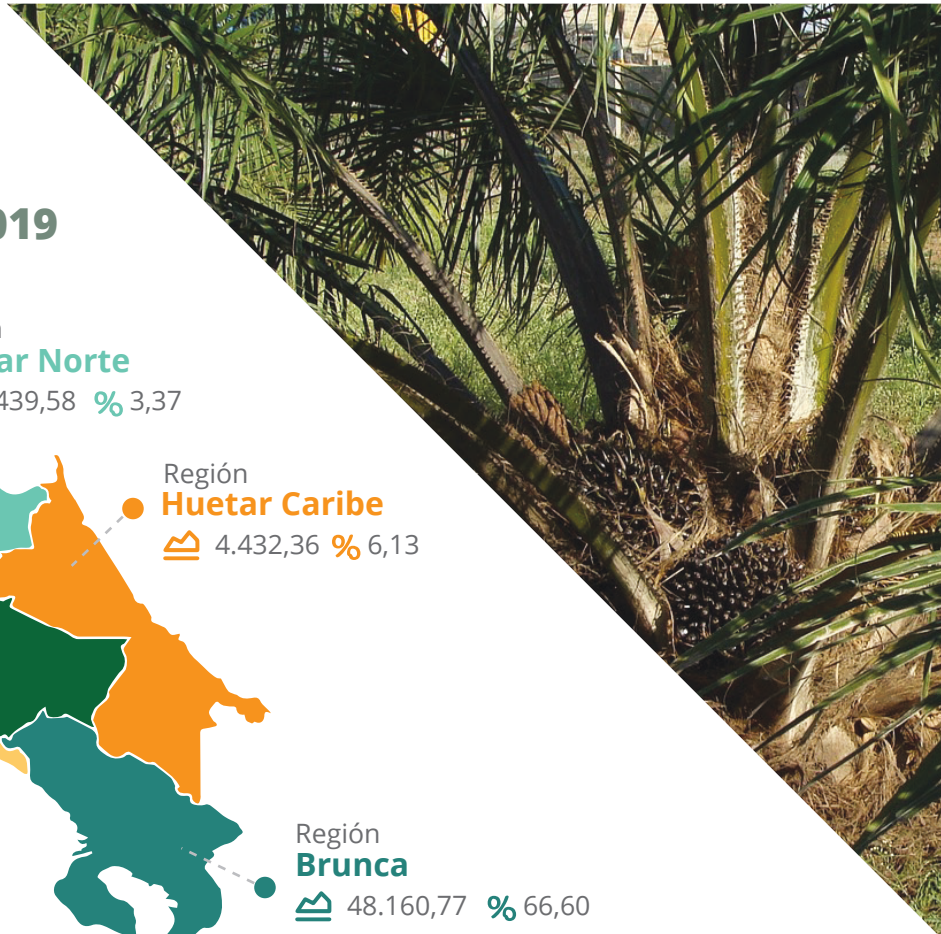 019
ar Norte
439,58 % 3,37
Región
Huetar Caribe
4.432,36 % 6,13
Región
Brunca
48.160,77 % 66,60